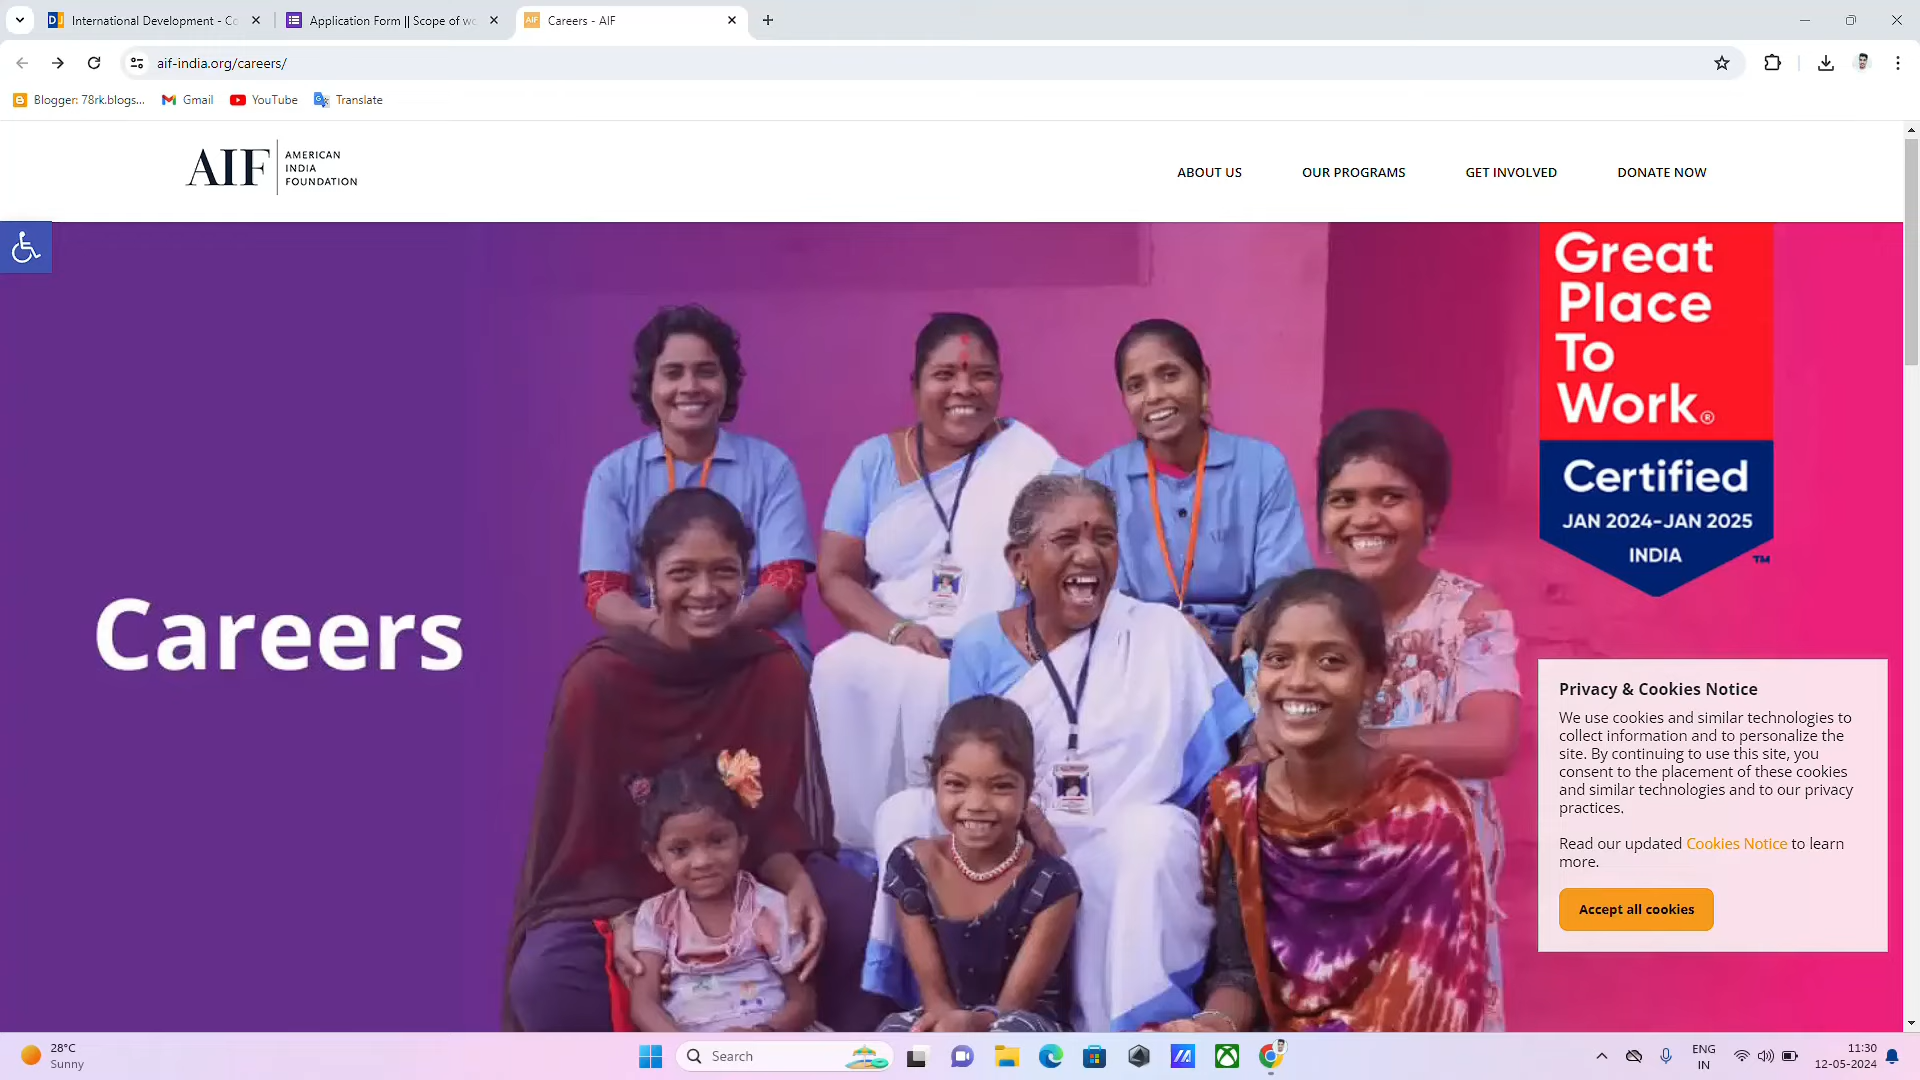 International Development - Co
Application Form || Scope of wo
Careers - AIF
aif-india.org/careers/
Blogger: 78rk.blogs...
Gmail
YouTube
Translate
AIF
AMERICAN
INDIA
FOUNDATION
ABOUT US
OUR PROGRAMS
GET INVOLVED
DONATE NOW
Great
Place
To
Work®
Certified
JAN 2024-JAN 2025
INDIA
™
Careers
Privacy & Cookies Notice
We use cookies and similar technologies to
collect information and to personalize the
site. By continuing to use this site, you
consent to the placement of these cookies
and similar technologies and to our privacy
practices.
Read our updated Cookies Notice to learn
more.
Accept all cookies
28°C
Sunny
Search
ENG
IN
11:30
12-05-2024